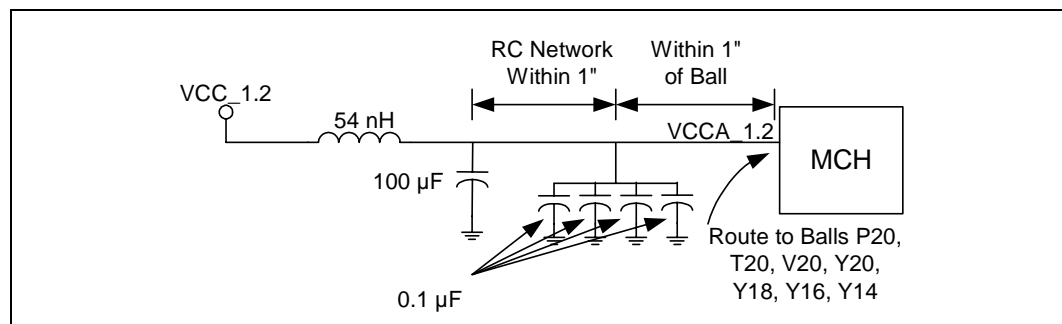 RC Network
Within 1"
Within 1"
of Ball
VCC_1.2
54 nH
VCCA_1.2
MCH
100 µF
0.1 µF
Route to Balls P20,
T20, V20, Y20,
Y18, Y16, Y14